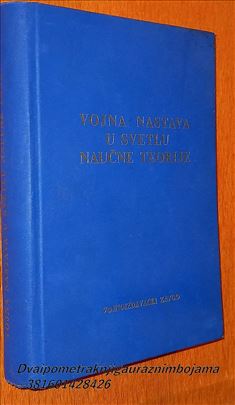 VOJNA NASTAVA
U SVETLU
NAUČNE TEORIJE
VOJNOIZDAVAČKI ZAVOD
Dvaipometraknjigauraznimbojama
381601428426